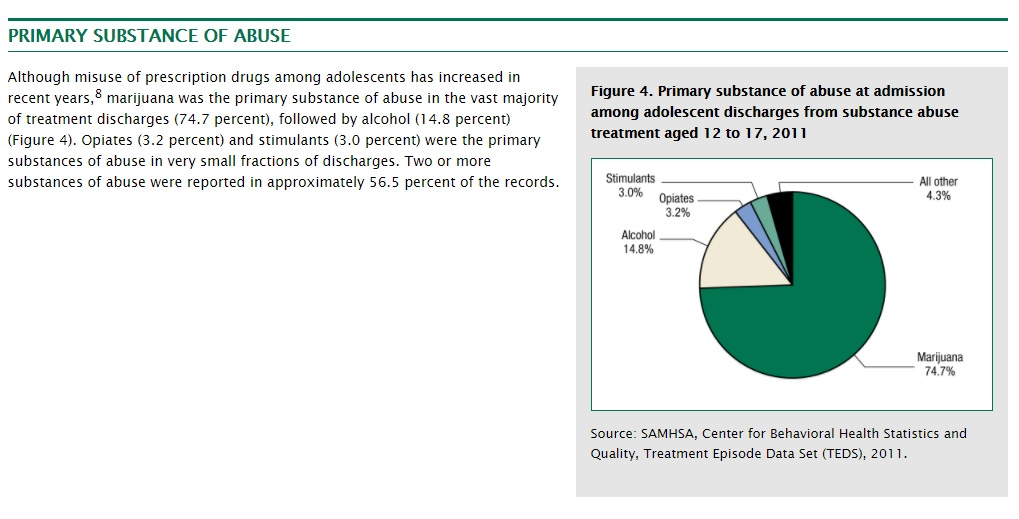 PRIMARY SUBSTANCE OF ABUSE
Although misuse of prescription drugs among adolescents has increased in
recent years,8 marijuana was the primary substance of abuse in the vast majority
of treatment discharges (74.7 percent), followed by alcohol (14.8 percent)
(Figure 4). Opiates (3.2 percent) and stimulants (3.0 percent) were the primary
substances of abuse in very small fractions of discharges. Two or more
substances of abuse were reported in approximately 56.5 percent of the records.
Figure 4. Primary substance of abuse at admission
among adolescent discharges from substance abuse
treatment aged 12 to 17, 2011
Stimulants
3.0%
Opiates
3.2%
Alcohol
14.8%
All other
4.3%
Marijuana
74.7%
Source: SAMHSA, Center for Behavioral Health Statistics and
Quality, Treatment Episode Data Set (TEDS), 2011.